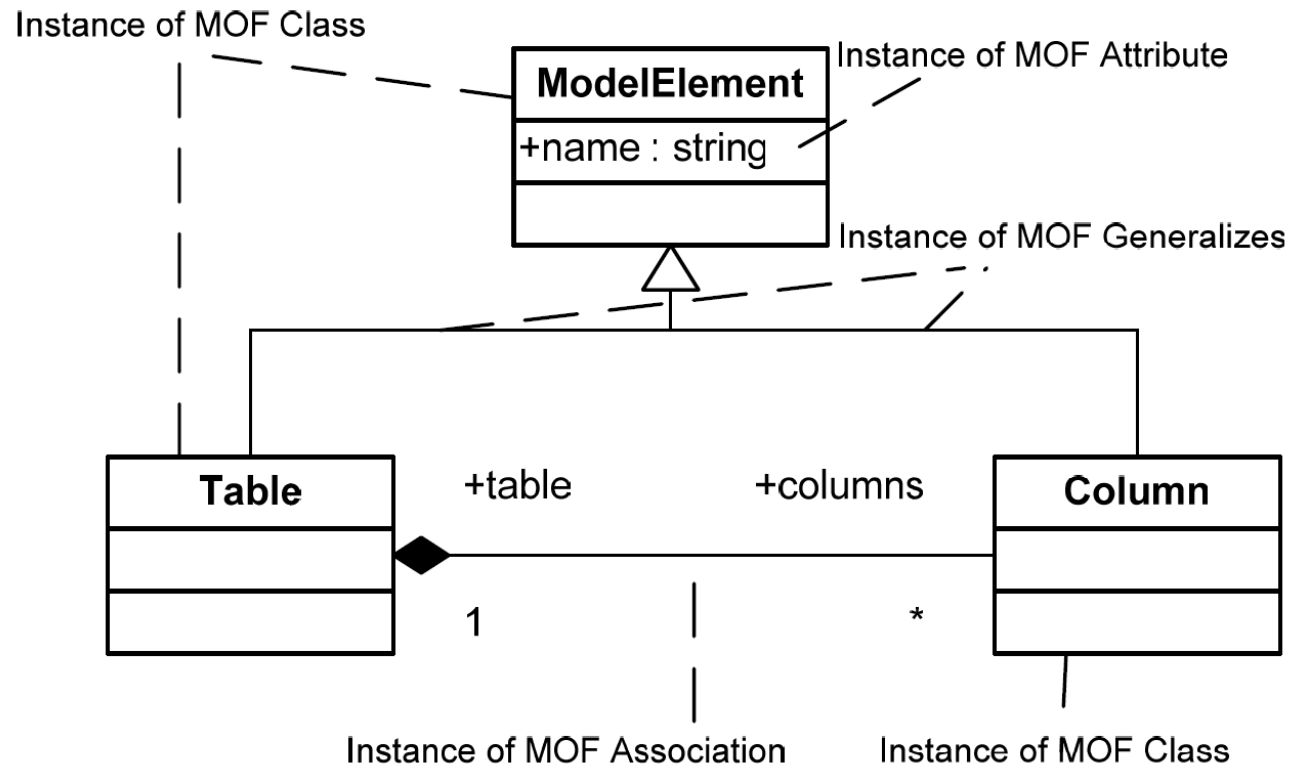 Instance of MOF Class
ModelElement
Instance of MOF Attribute
+name : string
Instance of MOF Generalizes
Table
+table
+columns
Column
1
*
Instance of MOF Association
Instance of MOF Class